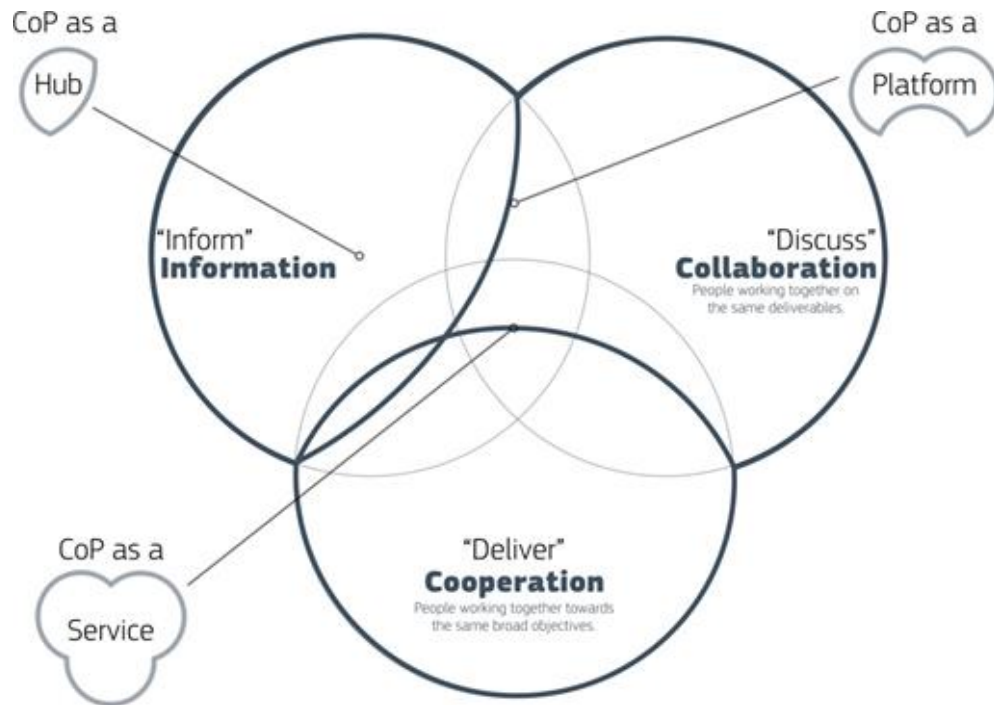 CoP as a
Hub
CoP as a
Platform
“Inform”
Information
“Discuss”
Collaboration
People working together on
the same deliverables.
CoP as a
Service
“Deliver”
Cooperation
People working together towards
the same broad objectives.